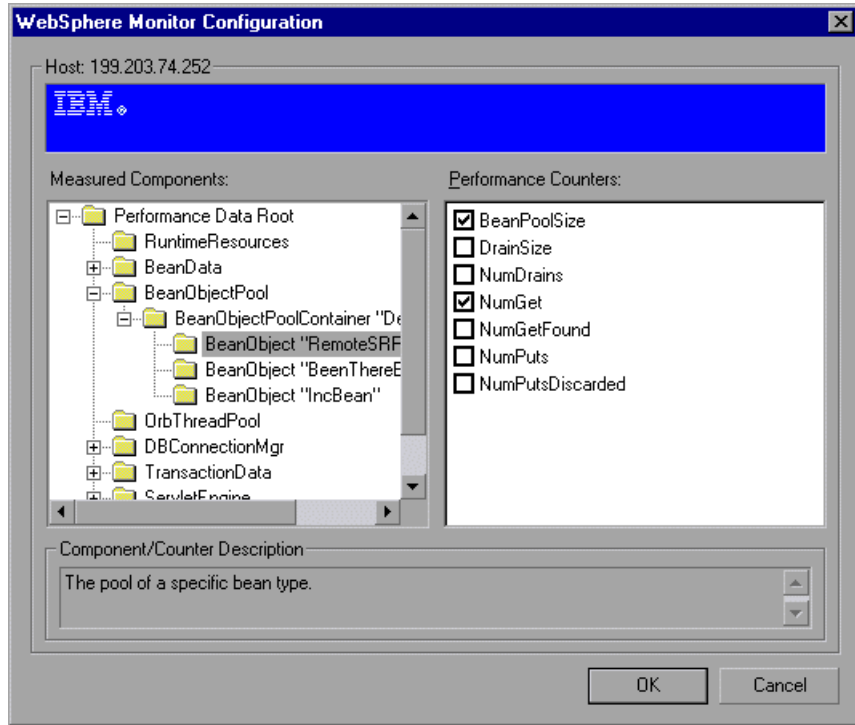 WebSphere Monitor Configuration
Host: 199.203.74.252
IBM®
Measured Components:
Performance Data Root
RuntimeResources
BeanData
BeanObjectPool
BeanObjectPoolContainer "De
BeanObject "RemoteSRF
BeanObject "BeenThereE
BeanObject "IncBean"
OrbThreadPool
DBConnectionMgr
TransactionData
ServletEngine
Performance Counters:
BeanPoolSize
DrainSize
NumDrains
NumGet
NumGetFound
NumPuts
NumPutsDiscarded
Component/Counter Description
The pool of a specific bean type.
OK
Cancel